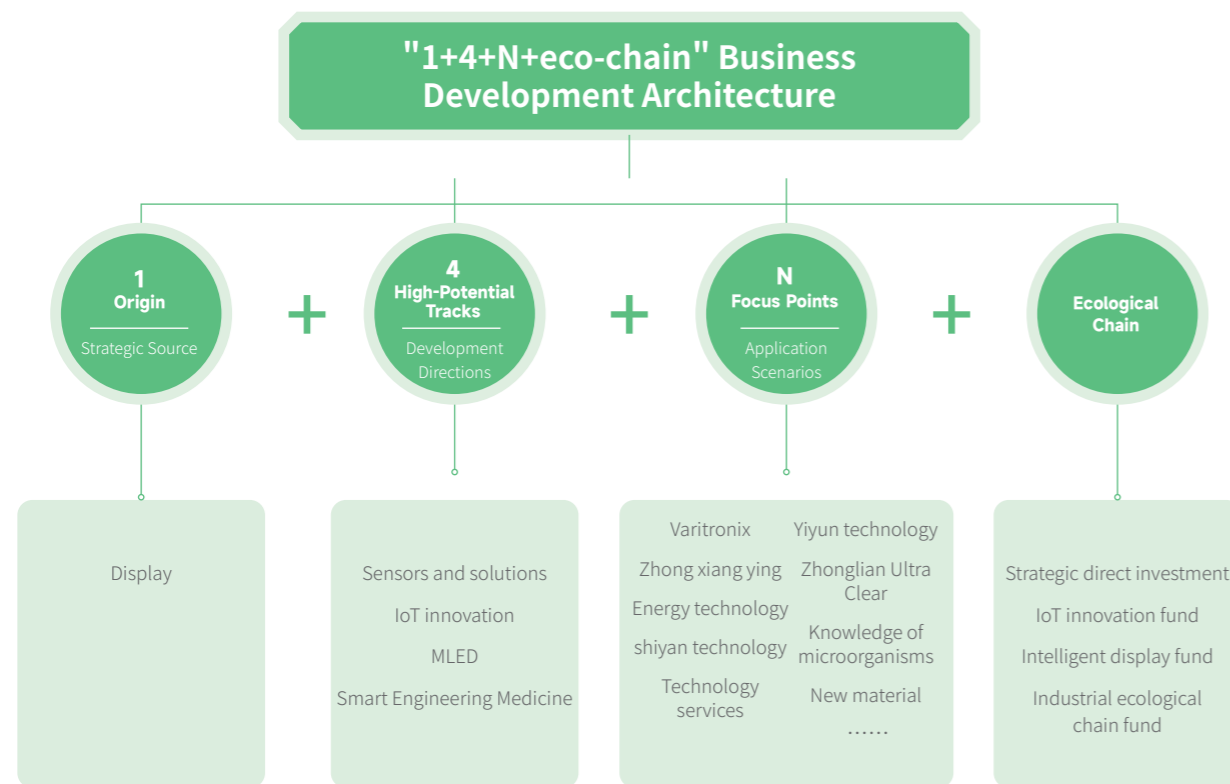 "1+4+N+eco-chain" Business
Development Architecture
1
Origin
Strategic Source
+
4
High-Potential
Tracks
Development
Directions
+
N
Focus Points
Application
Scenarios
+
Ecological
Chain
Display
Sensors and solutions
IoT innovation
MLED
Smart Engineering Medicine
Varitronix
Zhong xiang ying
Energy technology
shiyan technology
Technology
services
Yiyun technology
Zhonglian Ultra
Clear
Knowledge of
microorganisms
New material
......
Strategic direct investment
IoT innovation fund
Intelligent display fund
Industrial ecological
chain fund